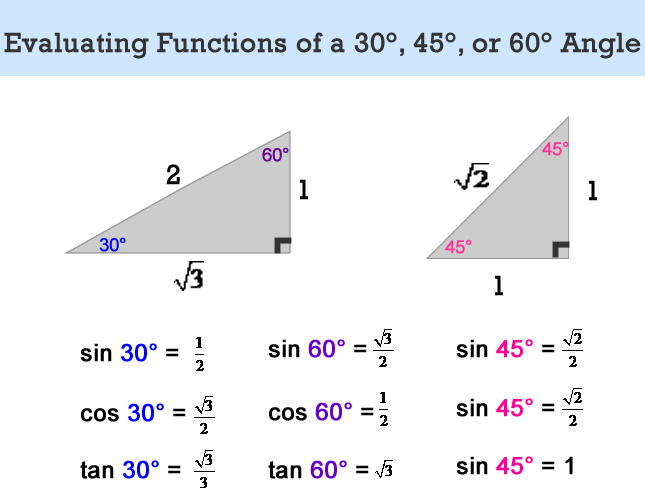 Evaluating Functions of a 30°, 45°, or 60° Angle
2
60°
1
30°
√3
√2
45°
1
45°
1
sin 30° = 1/2
sin 60° = √3/2
sin 45° = √2/2
cos 30° = √3/2
cos 60° = 1/2
sin 45° = √2/2
tan 30° = √3/3
tan 60° = √3
sin 45° = 1